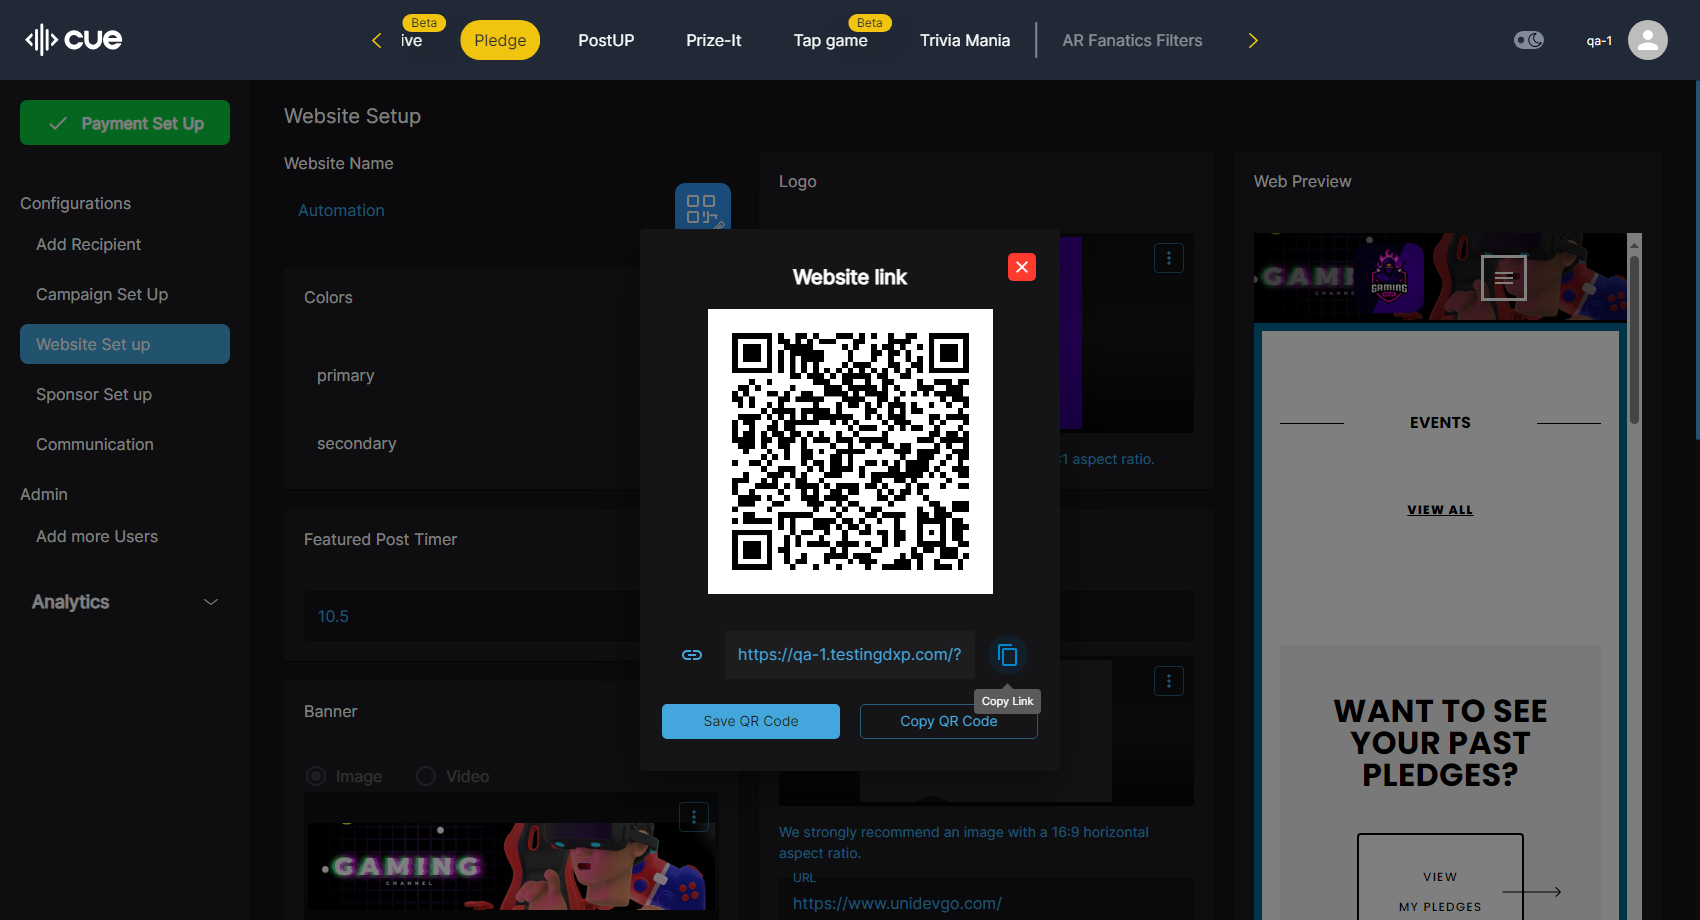 cue
Beta
ive
Pledge
PostUP
Prize-It
Beta
Tap game
Trivia Mania
AR Fanatics Filters
qa-1
Payment Set Up
Configurations
Add Recipient
Campaign Set Up
Website Set up
Sponsor Set up
Communication
Admin
Add more Users
Analytics
Website Setup
Website Name
Automation
Colors
primary
secondary
Featured Post Timer
10.5
Banner
Image
Video
GAMING
CHANNEL
Logo
:1 aspect ratio.
We strongly recommend an image with a 16:9 horizontal
aspect ratio.
URL
https://www.unidevgo.com/
Website link
https://qa-1.testingdxp.com/?
Copy Link
Save QR Code
Copy QR Code
Web Preview
GAMING
CHANNEL
GAMING
EVENTS
VIEW ALL
WANT TO SEE
YOUR PAST
PLEDGES?
VIEW
MY PLEDGES